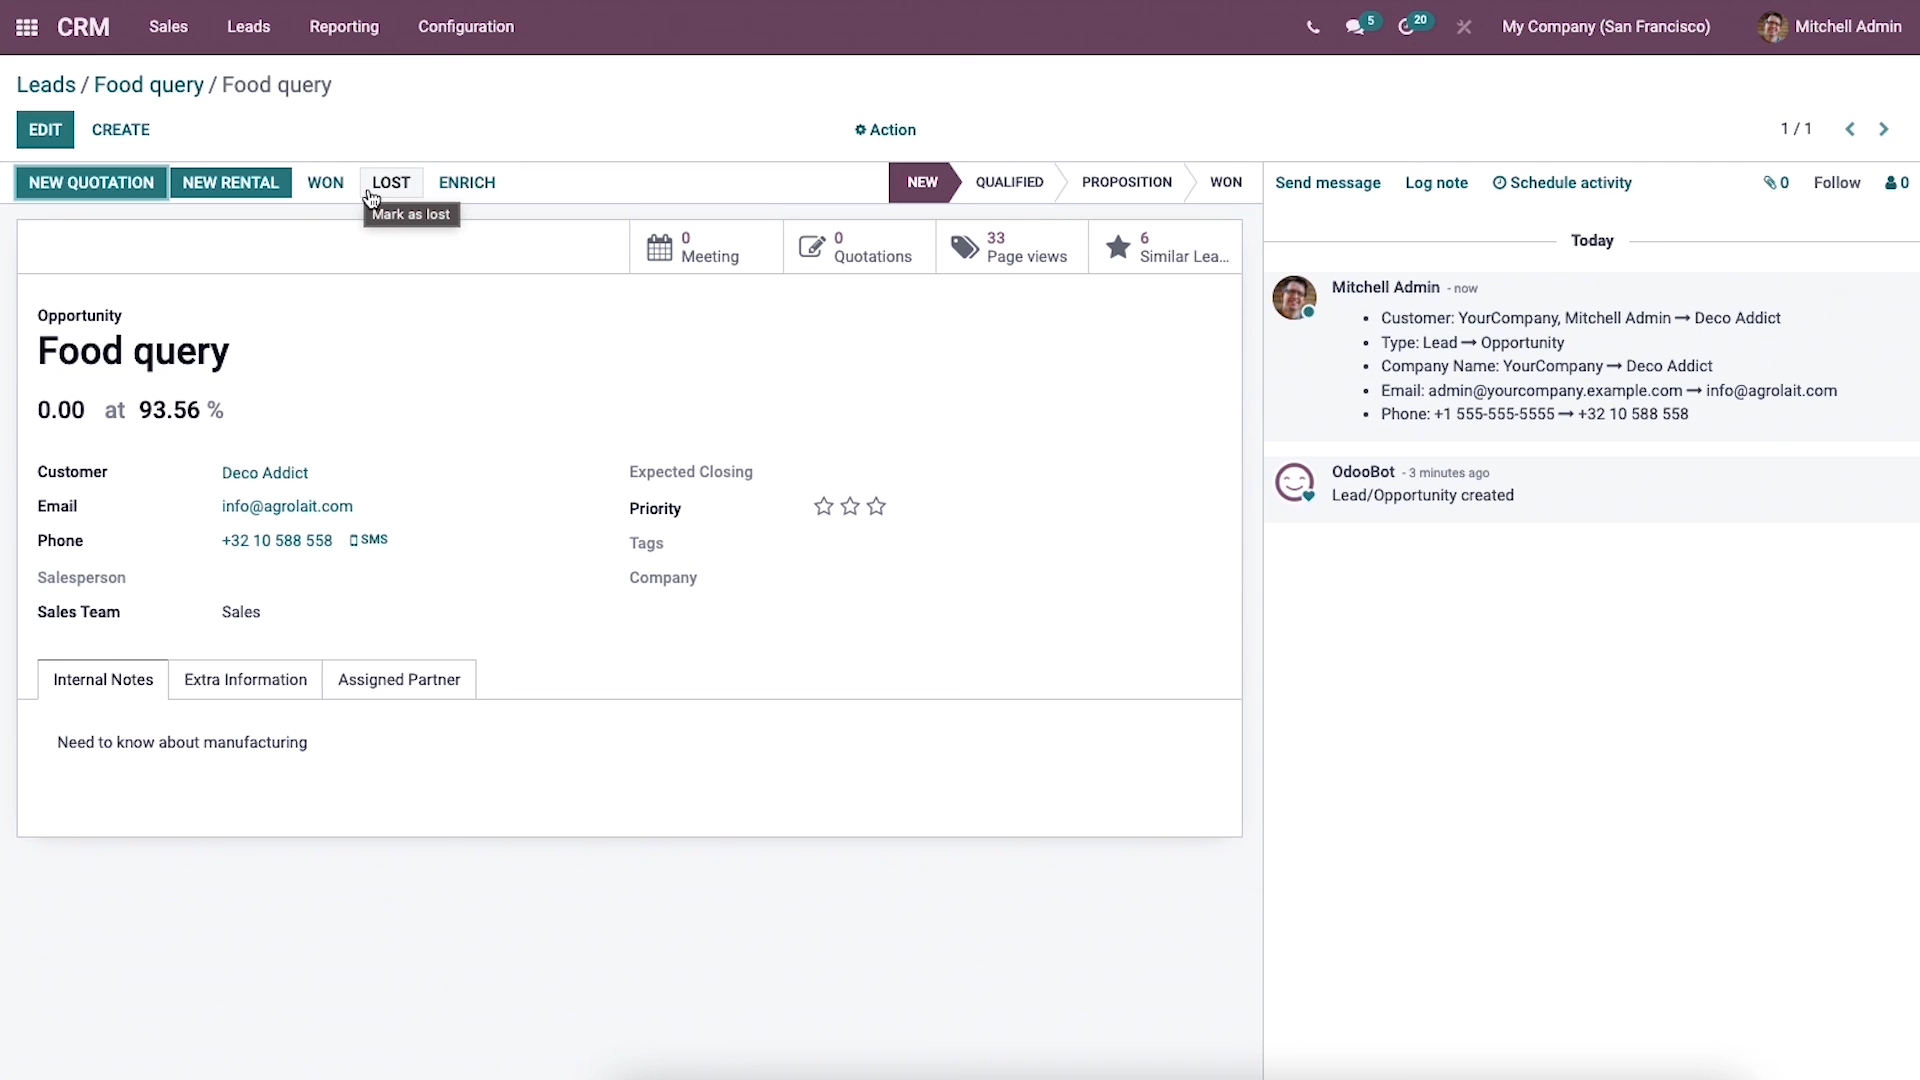 CRM Sales Leads Reporting Configuration 5 20 My Company (San Francisco) Mitchell Admin
Leads / Food query / Food query
EDIT CREATE Action 1 / 1
NEW QUOTATION NEW RENTAL WON LOST ENRICH NEW QUALIFIED PROPOSITION WON Send message Log note Schedule activity 0 Follow 0
Mark as lost
0 Meeting
0 Quotations
33 Page views
6 Similar Lea...
Opportunity
Food query
0.00 at 93.56 %
Customer Deco Addict
Email info@agrolait.com
Phone +32 10 588 558 SMS
Salesperson
Sales Team Sales
Expected Closing
Priority
Tags
Company
Internal Notes Extra Information Assigned Partner
Need to know about manufacturing
Today
Mitchell Admin - now
• Customer: YourCompany, Mitchell Admin → Deco Addict
• Type: Lead → Opportunity
• Company Name: YourCompany → Deco Addict
• Email: admin@yourcompany.example.com → info@agrolait.com
• Phone: +1 555-555-5555 → +32 10 588 558
OdooBot - 3 minutes ago
Lead/Opportunity created